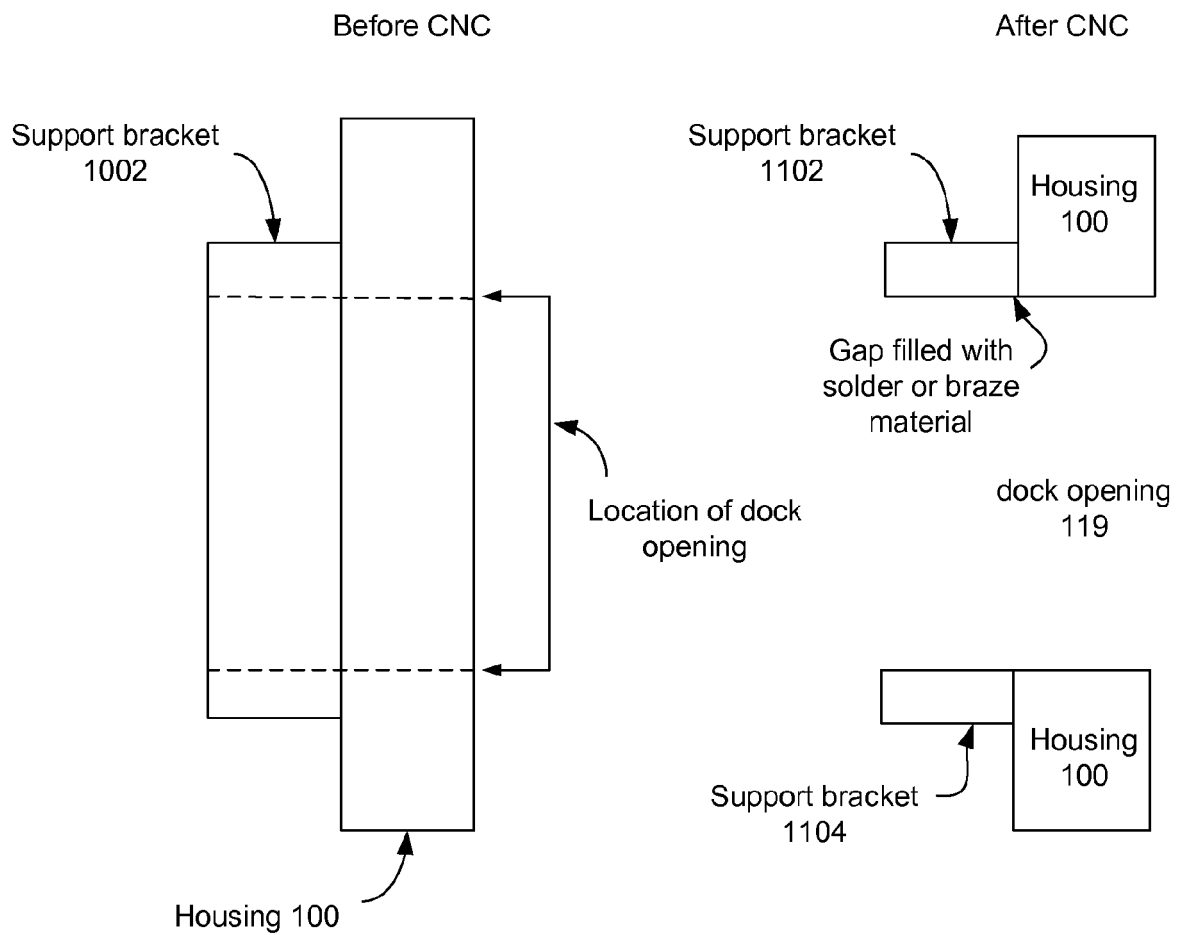 Before CNC
After CNC
Support bracket
1002
Support bracket
1102
Housing
100
Gap filled with
solder or braze
material
Location of dock
opening
dock opening
119
Housing
100
Support bracket
1104
Housing 100